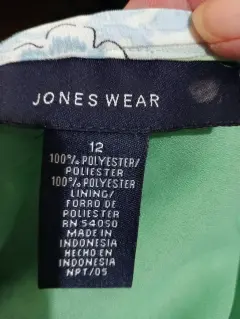 JONES WEAR
12
100% POLYESTER/
POLIESTER
100% POLYESTER
LINING/
FORRO DE
POLIESTER
RN 54050
MADE IN
INDONESIA
HECHO EN
INDONESIA
NPT/05